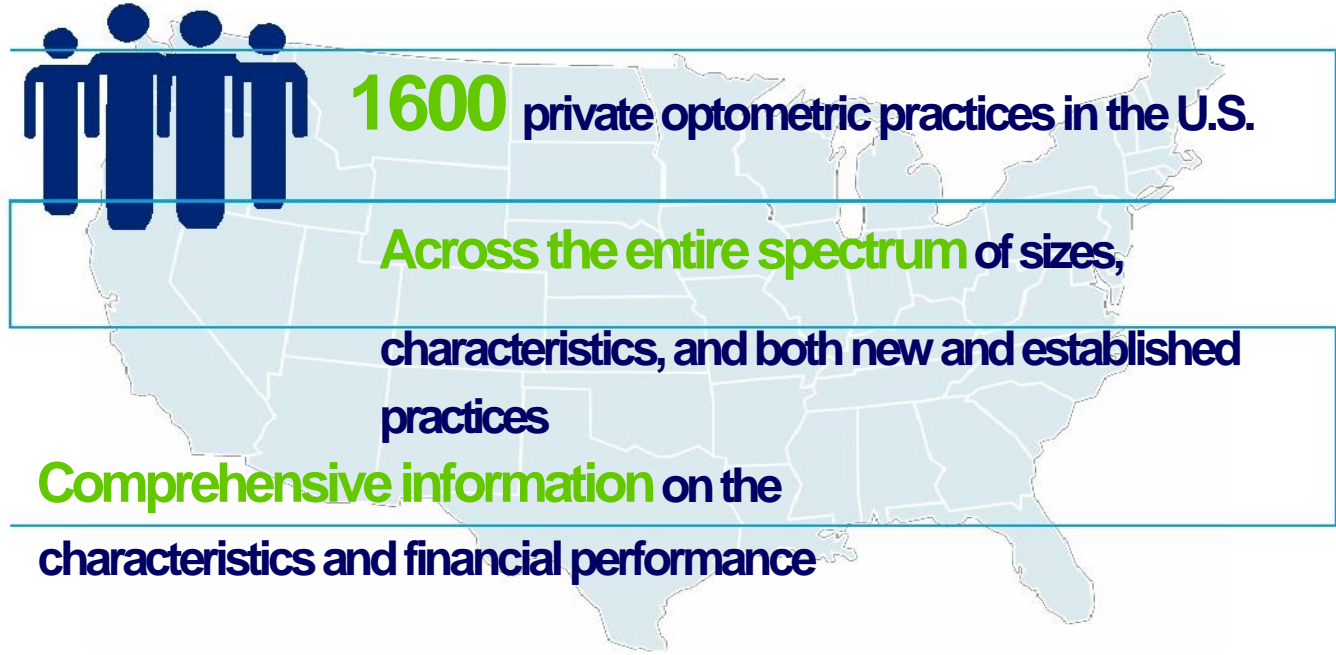 1600 private optometric practices in the U.S.
Across the entire spectrum of sizes,
characteristics, and both new and established
practices
Comprehensive information on the
characteristics and financial performance